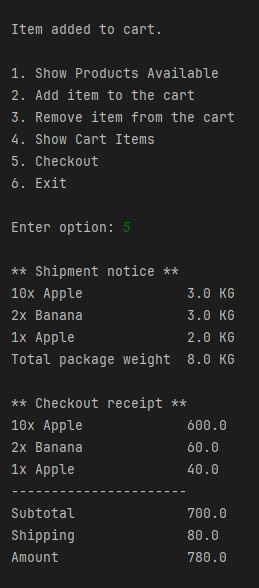 Item added to cart.
1. Show Products Available
2. Add item to the cart
3. Remove item from the cart
4. Show Cart Items
5. Checkout
6. Exit
Enter option: 5
** Shipment notice **
10x Apple 3.0 KG
2x Banana 3.0 KG
1x Apple 2.0 KG
Total package weight 8.0 KG
** Checkout receipt **
10x Apple 600.0
2x Banana 60.0
1x Apple 40.0
----------------------
Subtotal 700.0
Shipping 80.0
Amount 780.0